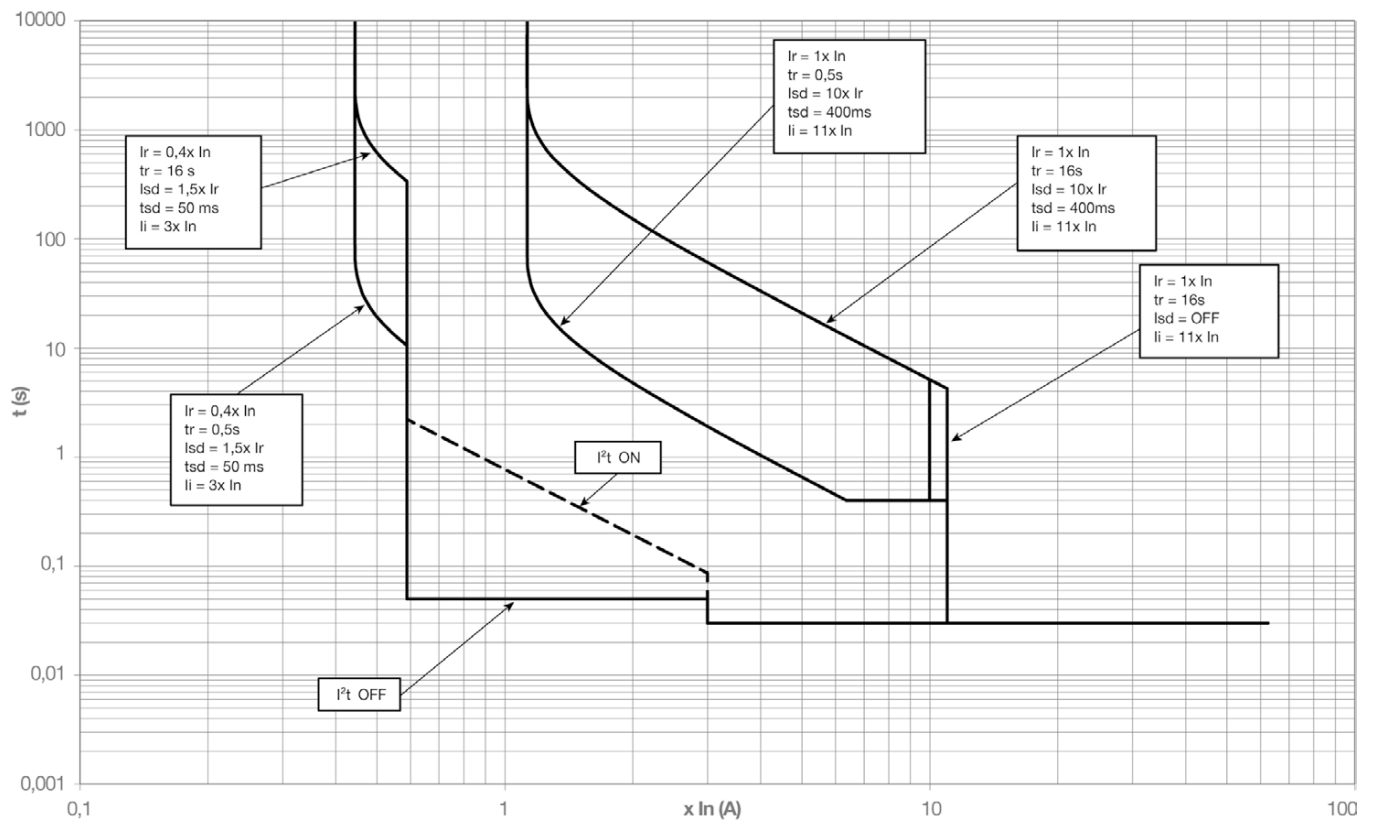 10000
1000
100
10
1
0,1
0,01
0,001
t (s)
0,1
1
10
100
x In (A)
Ir = 0,4x In
tr = 16 s
Isd = 1,5x Ir
tsd = 50 ms
Ii = 3x In
Ir = 0,4x In
tr = 0,5s
Isd = 1,5x Ir
tsd = 50 ms
Ii = 3x In
Ir = 1x In
tr = 0,5s
Isd = 10x Ir
tsd = 400ms
Ii = 11x In
Ir = 1x In
tr = 16s
Isd = 10x Ir
tsd = 400ms
Ii = 11x In
Ir = 1x In
tr = 16s
Isd = OFF
Ii = 11x In
I²t ON
I²t OFF